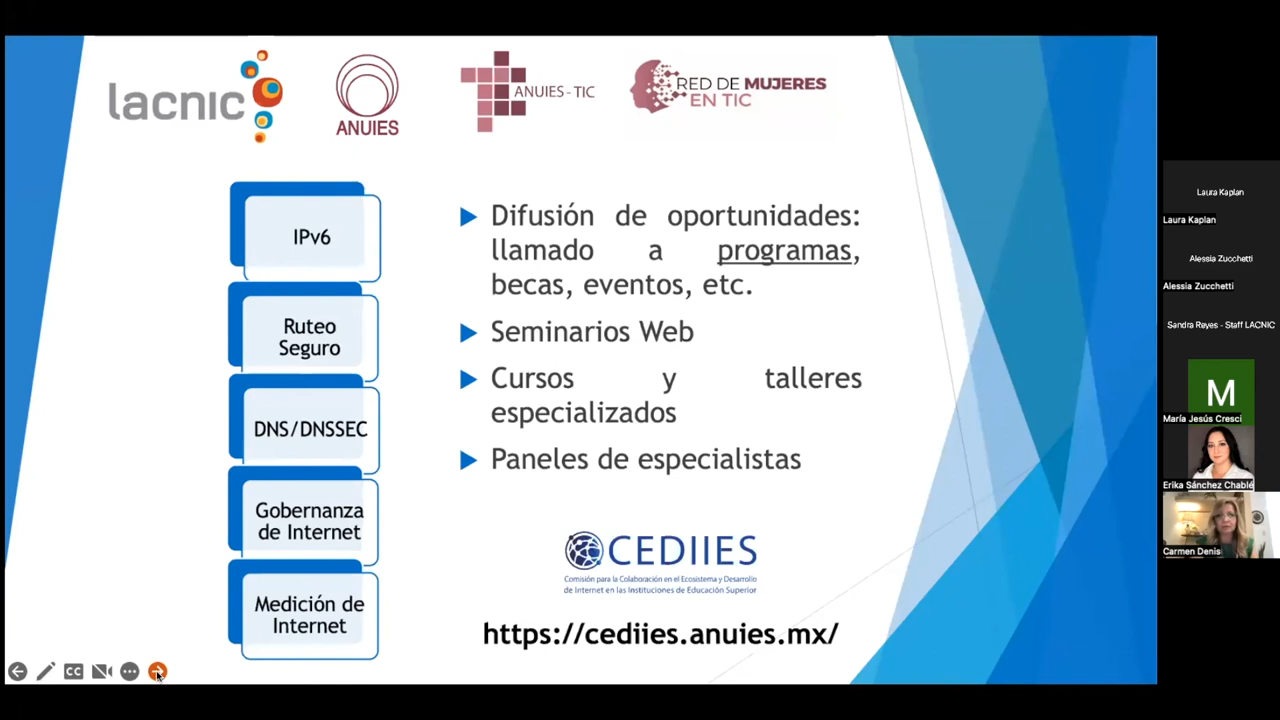 lacnic
ANUIES
ANUIES - TIC
RED DE MUJERES
EN TIC
IPv6
Ruteo
Seguro
DNS/DNSSEC
Gobernanza
de Internet
Medición de
Internet
Difusión de oportunidades:
llamado a programas,
becas, eventos, etc.
Seminarios Web
Cursos y talleres
especializados
Paneles de especialistas
CEDIIES
Comisión para la Colaboración en el Ecosistema y Desarrollo
de Internet en las Instituciones de Educación Superior
https://cediies.anuies.mx/
CC
Laura Kaplan
Laura Kaplan
Alessia Zucchetti
Alessia Zucchetti
Sandra Reyes - Staff LACNIC
M
María Jesús Cresci
Erika Sánchez Chablé
Carmen Denis